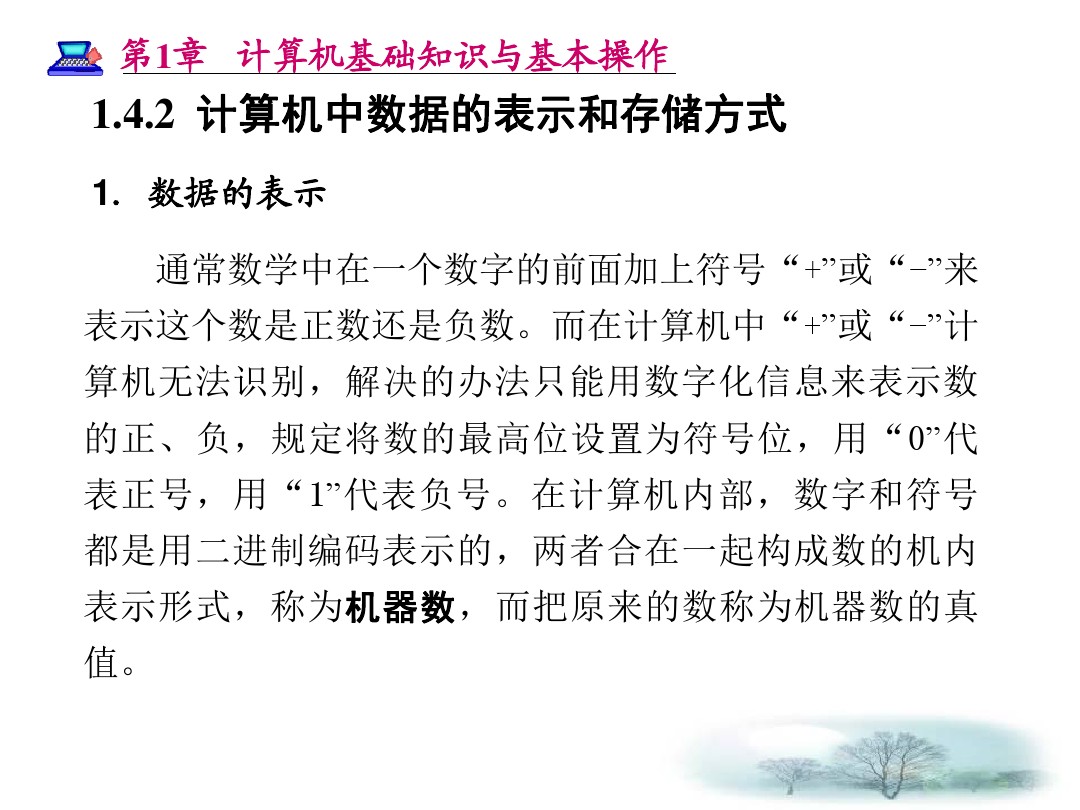 第1章 计算机基础知识与基本操作
1.4.2 计算机中数据的表示和存储方式
1. 数据的表示
通常数学中在一个数字的前面加上符号“+”或“−”来
表示这个数是正数还是负数。而在计算机中“+”或“−”计
算机无法识别，解决的办法只能用数字化信息来表示数
的正、负，规定将数的最高位设置为符号位，用“0”代
表正号，用“1”代表负号。在计算机内部，数字和符号
都是用二进制编码表示的，两者合在一起构成数的机内
表示形式，称为机器数，而把原来的数称为机器数的真
值。